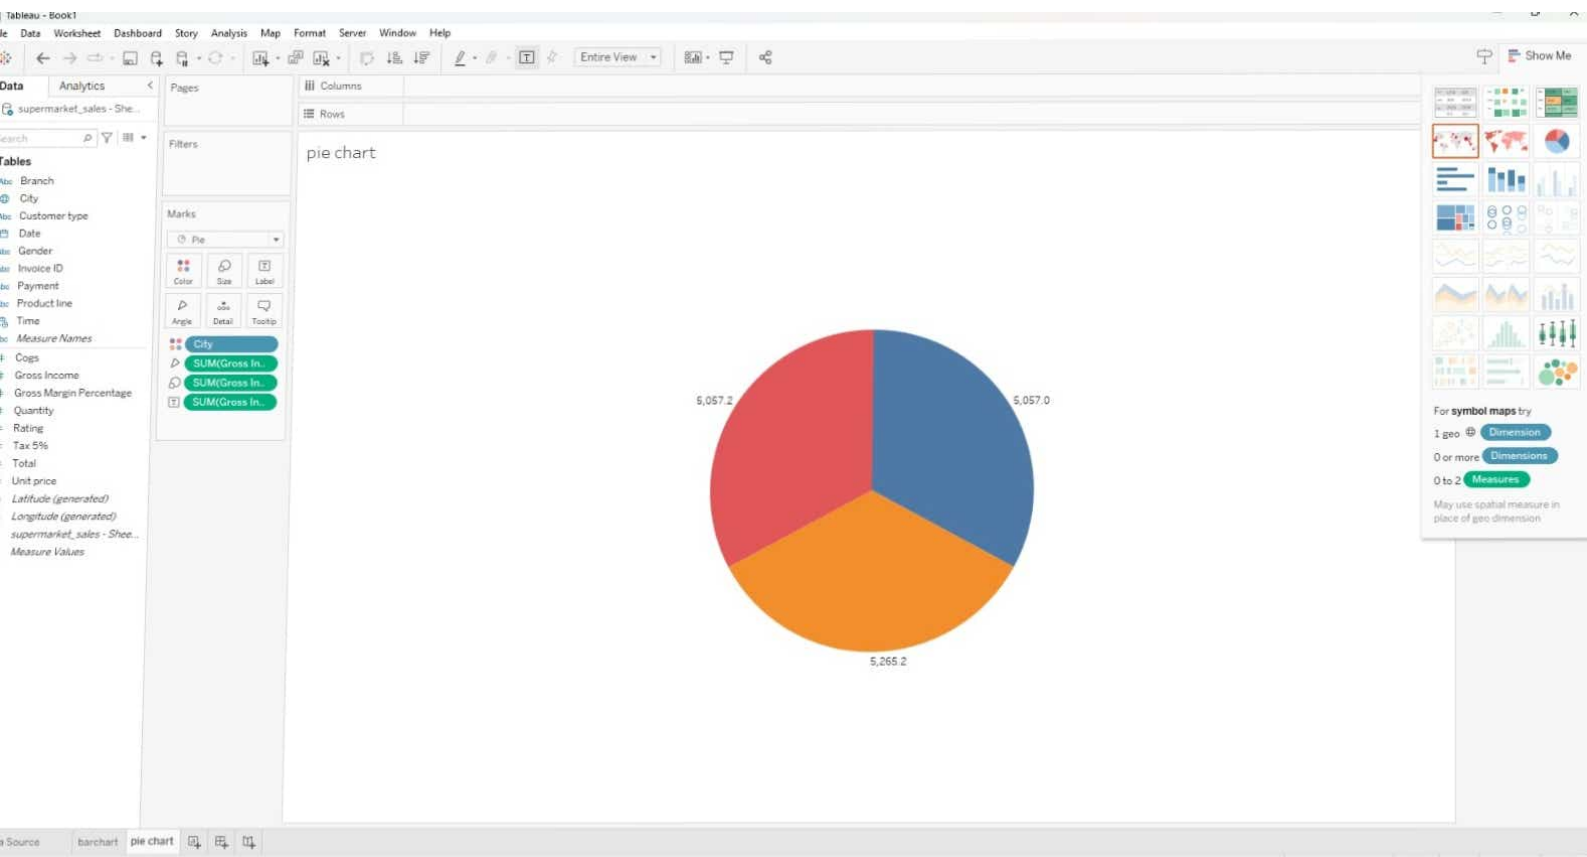 Tableau - Book1
Data Worksheet Dashboard Story Analysis Map Format Server Window Help
Entire View
Show Me
Data Analytics
Pages
Columns
supermarket_sales - She...
Rows
Search
Filters
pie chart
Tables
Abc Branch
City
Abc Customer type
Date
Gender
Invoice ID
Payment
Product line
Time
Measure Names
Cogs
Gross Income
Gross Margin Percentage
Quantity
Rating
Tax 5%
Total
Unit price
Latitude (generated)
Longitude (generated)
supermarket_sales - Shee...
Measure Values
Marks
Pie
Color Size Label
Angle Detail Tooltip
City
SUM(Gross In..
SUM(Gross In..
SUM(Gross In..
5,057.2
5,057.0
5,265.2
For symbol maps try
1 geo Dimension
0 or more Dimensions
0 to 2 Measures
May use spatial measure in
place of geo dimension
Source barchart pie chart